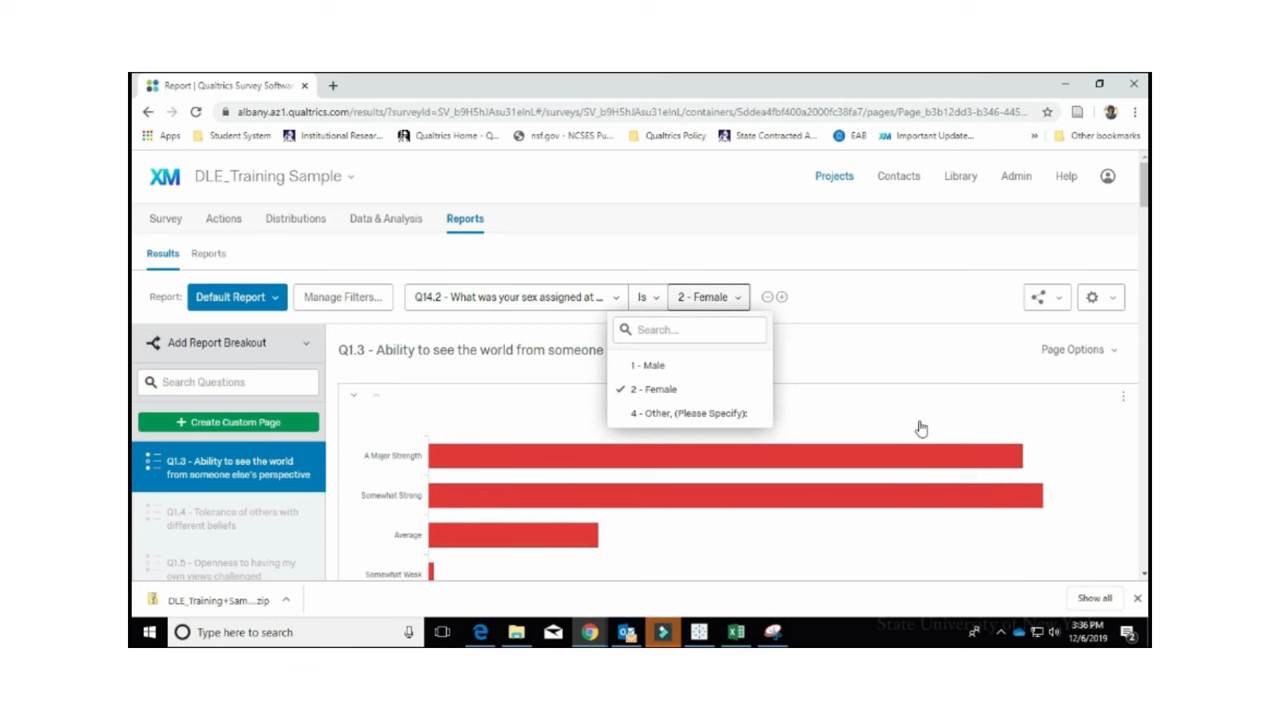 Report | Qualtrics Survey Softwa
albany.az1.qualtrics.com/results/?surveyId=SV_b9H5hJAsu31elnL#/surveys/SV_b9H5hJAsu31elnL/containers/5ddea4fbf400a2000fc38fa7/pages/Page_b3b12dd3-b346-445...
Apps Student System Institutional Resear... Qualtrics Home - Q... nsf.gov - NCSES Pu... Qualtrics Policy State Contracted A... EAB XM Important Update... » Other bookmarks
XM DLE_Training Sample Projects Contacts Library Admin Help
Survey Actions Distributions Data & Analysis Reports
Results Reports
Report: Default Report Manage Filters... Q14.2 - What was your sex assigned at ... Is 2 - Female
Add Report Breakout
Search...
Q1.3 - Ability to see the world from someone
Page Options
1 - Male
Search Questions
2 - Female
4 - Other, (Please Specify):
+ Create Custom Page
Q1.3 - Ability to see the world
from someone else's perspective
A Major Strength
Somewhat Strong
Q1.4 - Tolerance of others with
different beliefs
Average
Q1.5 - Openness to having my
own views challenged
Somewhat Weak
DLE_Training+Sam....zip Show all
Type here to search
State University of New Y
3:36 PM
12/6/2019
2